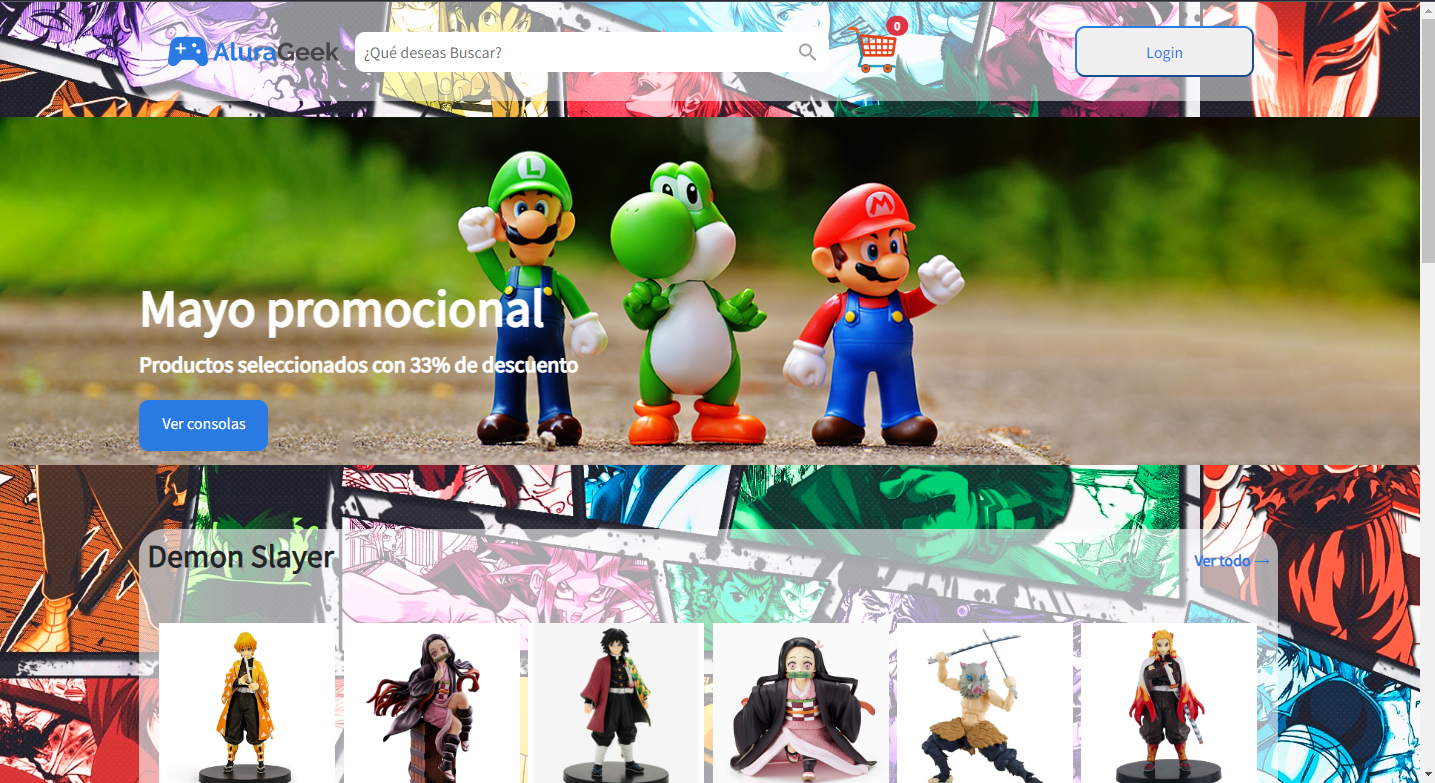 AluraGeek
¿Qué deseas Buscar?
0
Login
L
M
Mayo promocional
Productos seleccionados con 33% de descuento
Ver consolas
Demon Slayer
Ver todo →